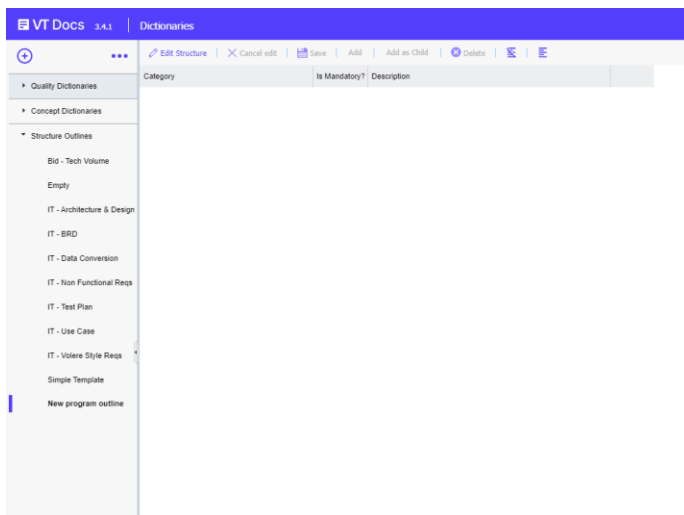 VT Docs 3.4.1 Dictionaries
Edit Structure Cancel edit Save Add Add as Child Delete
Category Is Mandatory? Description
Quality Dictionaries
Concept Dictionaries
Structure Outlines
Bid - Tech Volume
Empty
IT - Architecture & Design
IT - BRD
IT - Data Conversion
IT - Non Functional Reqs
IT - Test Plan
IT - Use Case
IT - Volere Style Reqs
Simple Template
New program outline